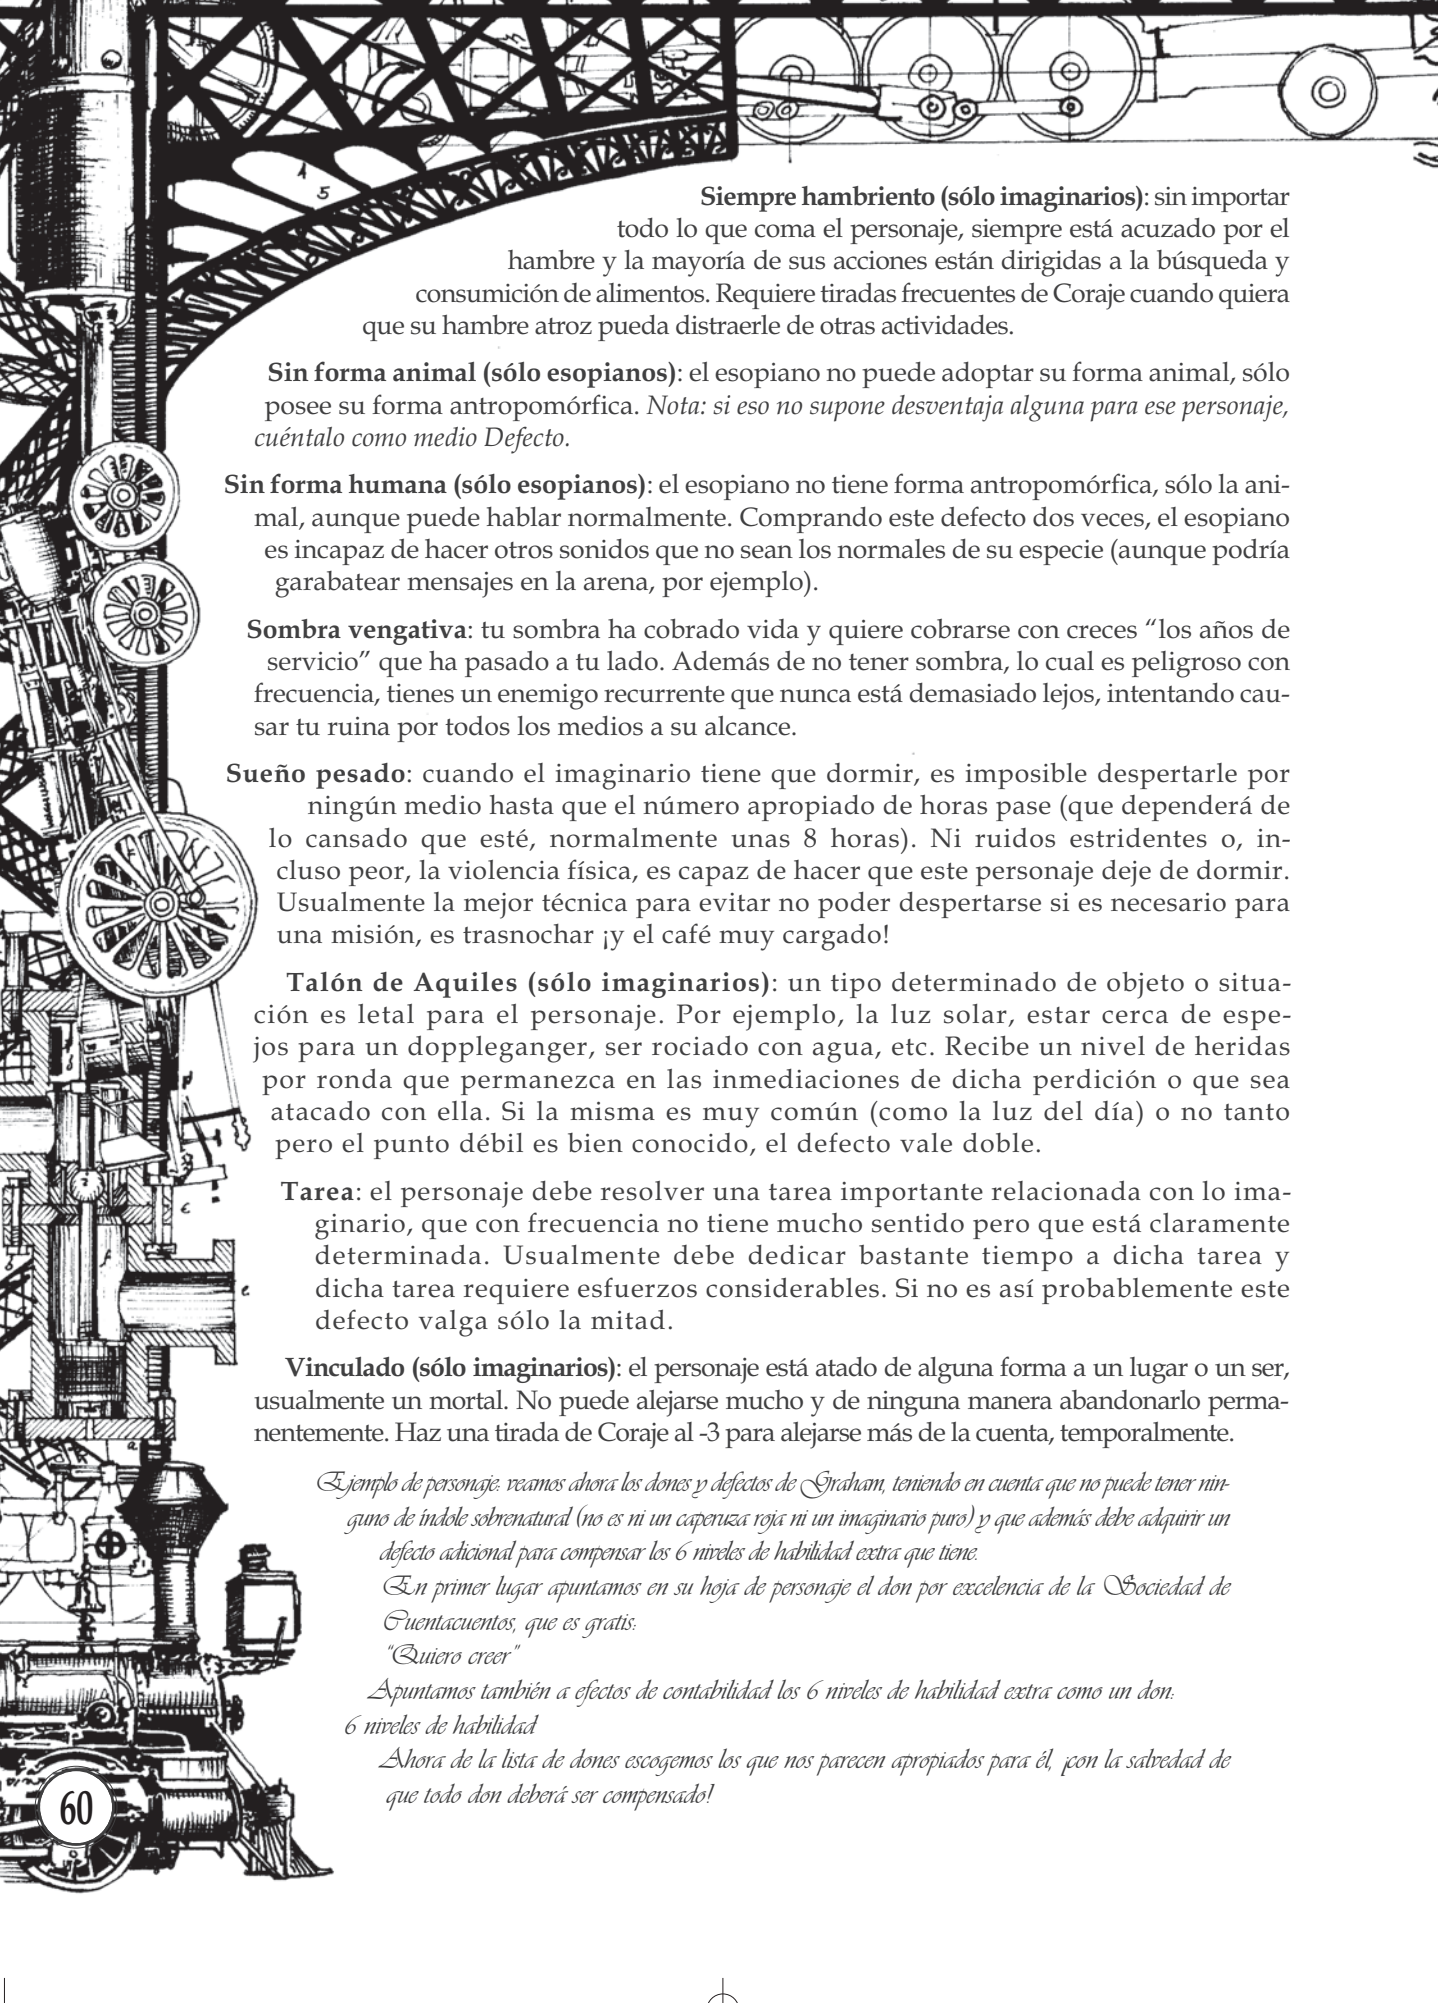 Siempre hambriento (sólo imaginarios): sin importar
todo lo que coma el personaje, siempre está acuzado por el
hambre y la mayoría de sus acciones están dirigidas a la búsqueda y
consumición de alimentos. Requiere tiradas frecuentes de Coraje cuando quiera
que su hambre atroz pueda distraerle de otras actividades.
Sin forma animal (sólo esopianos): el esopiano no puede adoptar su forma animal, sólo
posee su forma antropomórfica. Nota: si eso no supone desventaja alguna para ese personaje,
cuéntalo como medio Defecto.
Sin forma humana (sólo esopianos): el esopiano no tiene forma antropomórfica, sólo la ani-
mal, aunque puede hablar normalmente. Comprando este defecto dos veces, el esopiano
es incapaz de hacer otros sonidos que no sean los normales de su especie (aunque podría
garabatear mensajes en la arena, por ejemplo).
Sombra vengativa: tu sombra ha cobrado vida y quiere cobrarse con creces “los años de
servicio” que ha pasado a tu lado. Además de no tener sombra, lo cual es peligroso con
frecuencia, tienes un enemigo recurrente que nunca está demasiado lejos, intentando cau-
sar tu ruina por todos los medios a su alcance.
Sueño pesado: cuando el imaginario tiene que dormir, es imposible despertarle por
ningún medio hasta que el número apropiado de horas pase (que dependerá de
lo cansado que esté, normalmente unas 8 horas). Ni ruidos estridentes o, in-
cluso peor, la violencia física, es capaz de hacer que este personaje deje de dormir.
Usualmente la mejor técnica para evitar no poder despertarse si es necesario para
una misión, es trasnochar ¡y el café muy cargado!
Talón de Aquiles (sólo imaginarios): un tipo determinado de objeto o situa-
ción es letal para el personaje. Por ejemplo, la luz solar, estar cerca de espe-
jos para un doppleganger, ser rociado con agua, etc. Recibe un nivel de heridas
por ronda que permanezca en las inmediaciones de dicha perdición o que sea
atacado con ella. Si la misma es muy común (como la luz del día) o no tanto
pero el punto débil es bien conocido, el defecto vale doble.
Tarea: el personaje debe resolver una tarea importante relacionada con lo ima-
ginario, que con frecuencia no tiene mucho sentido pero que está claramente
determinada. Usualmente debe dedicar bastante tiempo a dicha tarea y
dicha tarea requiere esfuerzos considerables. Si no es así probablemente este
defecto valga sólo la mitad.
Vinculado (sólo imaginarios): el personaje está atado de alguna forma a un lugar o un ser,
usualmente un mortal. No puede alejarse mucho y de ninguna manera abandonarlo perma-
nentemente. Haz una tirada de Coraje al -3 para alejarse más de la cuenta, temporalmente.
Ejemplo de personaje: veamos ahora los dones y defectos de Graham, teniendo en cuenta que no puede tener nin-
guno de índole sobrenatural (no es ni un caperuza roja ni un imaginario puro) y que además debe adquirir un
defecto adicional para compensar los 6 niveles de habilidad extra que tiene.
En primer lugar apuntamos en su hoja de personaje el don por excelencia de la Sociedad de
Cuentacuentos, que es gratis:
“Quiero creer”
Apuntamos también a efectos de contabilidad los 6 niveles de habilidad extra como un don:
6 niveles de habilidad
Ahora de la lista de dones escogemos los que nos parecen apropiados para él, ¡con la salvedad de
que todo don deberá ser compensado!
60